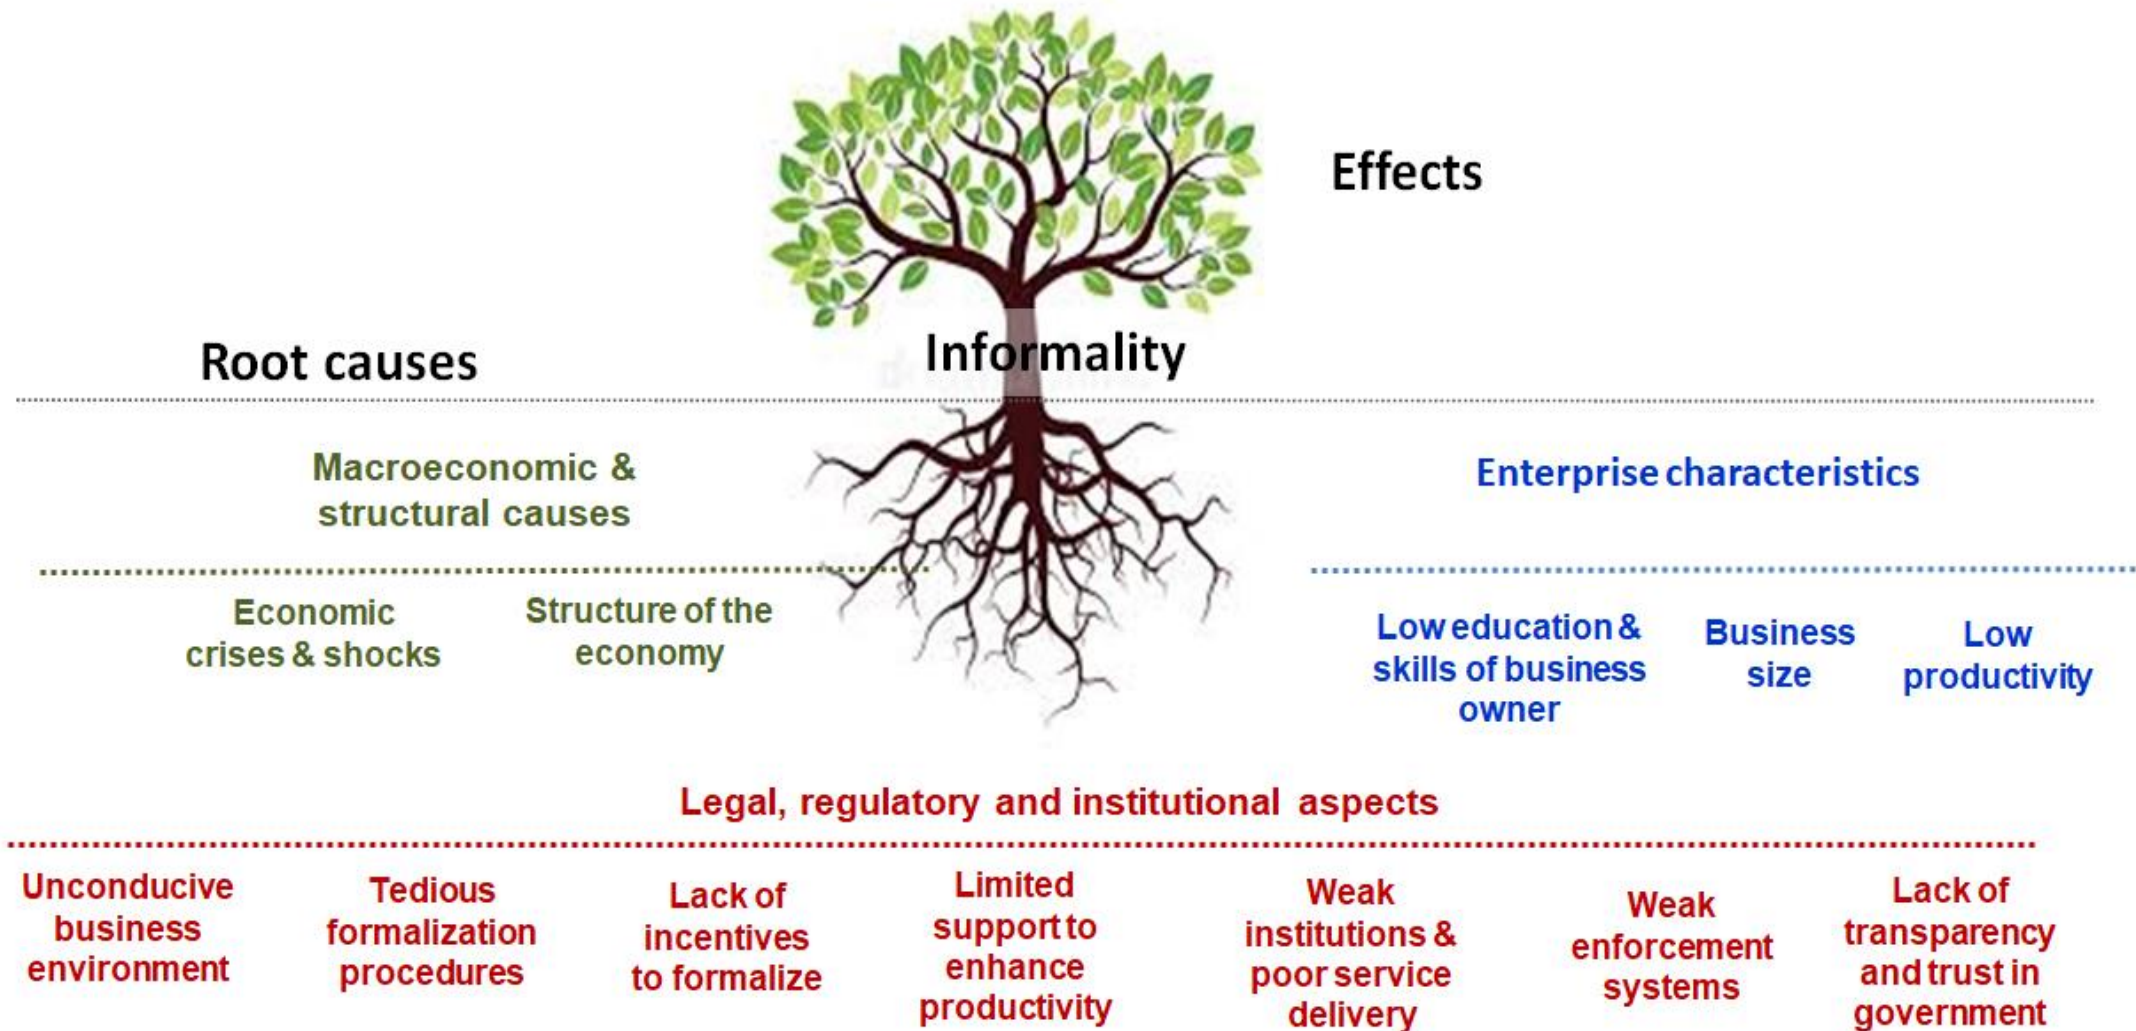 Effects
Informality
Root causes
Macroeconomic &
structural causes
Economic
crises & shocks
Structure of the
economy
Enterprise characteristics
Low education &
skills of business
owner
Business
size
Low
productivity
Legal, regulatory and institutional aspects
Unconducive
business
environment
Tedious
formalization
procedures
Lack of
incentives
to formalize
Limited
support to
enhance
productivity
Weak
institutions &
poor service
delivery
Weak
enforcement
systems
Lack of
transparency
and trust in
government